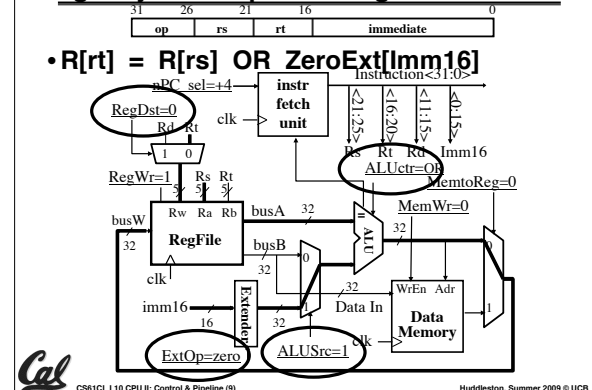 31 26 21 16 0
op rs rt immediate
• R[rt] = R[rs] OR ZeroExt[Imm16]
Instruction<31:0>
nPC_sel=+4
instr
fetch
unit
clk
<21:25>
<16:20>
<11:15>
<0:15>
RegDst=0
Rd Rt
1 0
Rs Rt Rd Imm16
ALUctr=OR
MemtoReg=0
RegWr=1
Rs Rt
5 5 5
MemWr=0
busW
32
Rw Ra Rb
RegFile
busA
32
busB
32
=
ALU
32
0
0
clk
imm16
16
Extender
32
1
32
Data In
clk
WrEn Adr
Data
Memory
1
ExtOp=zero
ALUSrc=1
Cal
CS61CL L10 CPU II: Control & Pipeline (9)
Huddleston, Summer 2009 © UCB